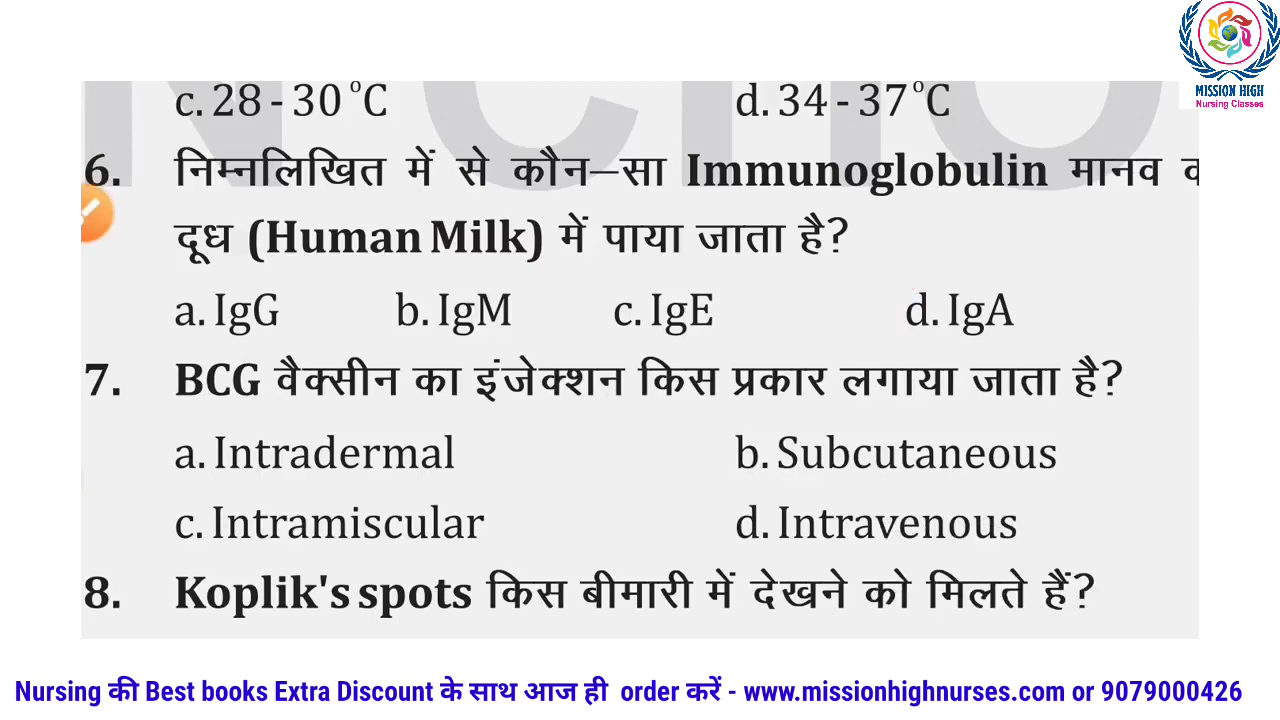 MISSION HIGH
Nursing Classes
c. 28 - 30 °C d. 34 - 37 °C
6. निम्नलिखित में से कौन–सा Immunoglobulin मानव
दूध (Human Milk) में पाया जाता है?
a. IgG b. IgM c. IgE d. IgA
7. BCG वैक्सीन का इंजेक्शन किस प्रकार लगाया जाता है?
a. Intradermal b. Subcutaneous
c. Intramiscular d. Intravenous
8. Koplik's spots किस बीमारी में देखने को मिलते हैं?
Nursing की Best books Extra Discount के साथ आज ही order करें - www.missionhighnurses.com or 9079000426